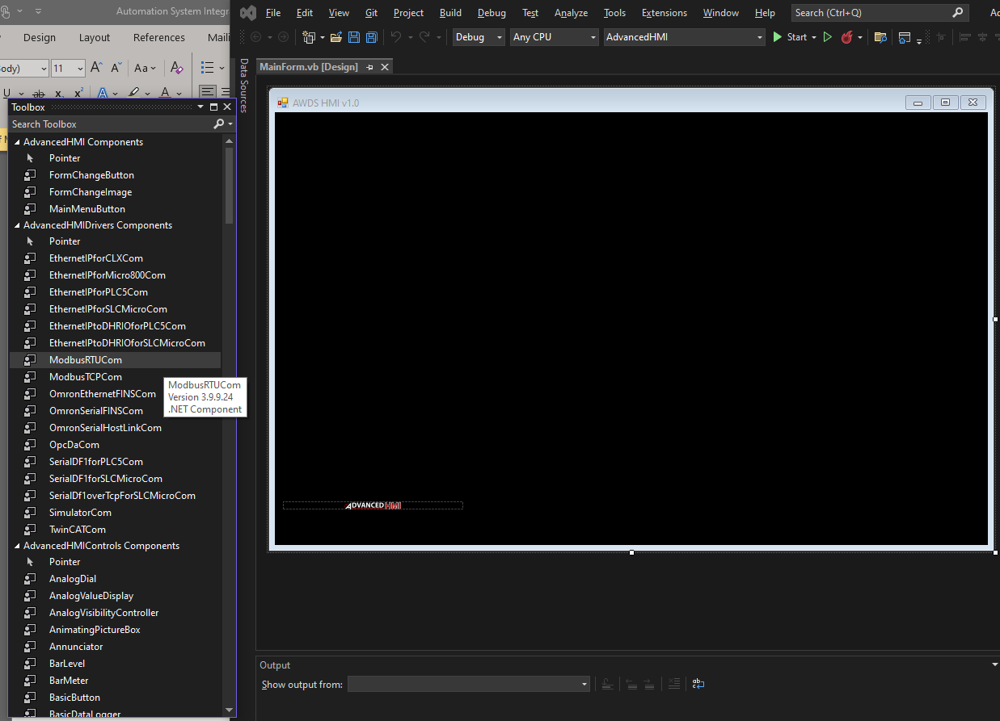 Automation System Integr
Design Layout References Maili
ody) 11 Aa
File Edit View Git Project Build Debug Test Analyze Tools Extensions Window Help Search (Ctrl+Q)
Debug Any CPU AdvancedHMI Start
Data Sources
MainForm.vb [Design]
AWDS HMI v1.0
Toolbox
Search Toolbox
AdvancedHMI Components
Pointer
FormChangeButton
FormChangeImage
MainMenuButton
AdvancedHMIDrivers Components
Pointer
EthernetIPforCLXCom
EthernetIPforMicro800Com
EthernetIPforPLC5Com
EthernetIPforSLCMicroCom
EthernetIPtoDHRIOforPLC5Com
EthernetIPtoDHRIOforSLCMicroCom
ModbusRTUCom
ModbusTCPCom
OmronEthernetFINSCom
OmronSerialFINSCom
OmronSerialHostLinkCom
OpcDaCom
SerialDF1forPLC5Com
SerialDF1forSLCMicroCom
SerialDf1overTcpForSLCMicroCom
SimulatorCom
TwinCATCom
AdvancedHMIControls Components
Pointer
AnalogDial
AnalogValueDisplay
AnalogVisibilityController
AnimatingPictureBox
Annunciator
BarLevel
BarMeter
BasicButton
BasicDataLogger
ModbusRTUCom
Version 3.9.9.24
.NET Component
ADVANCEDHMI
Output
Show output from: